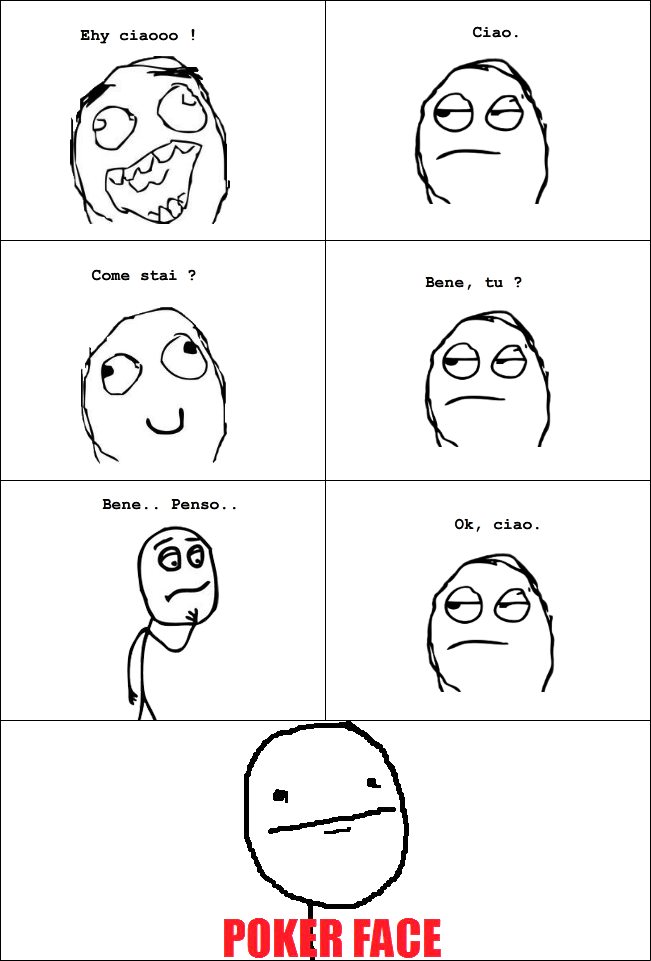 Ehy ciaooo !
Ciao.
Come stai ?
Bene, tu ?
Bene.. Penso..
Ok, ciao.
POKER FACE